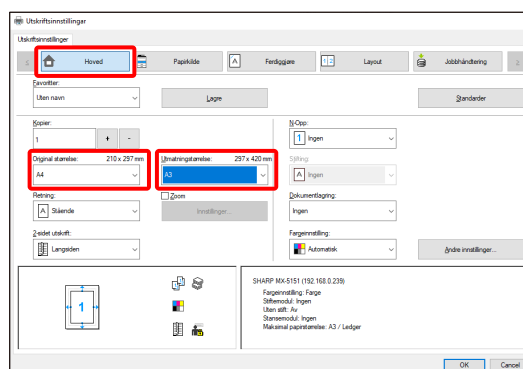 Utskriftsinnstillingar
Utskriftsinnstillinger
Hoved
Papirkilde
Ferdiggjøre
Layout
Jobbhåndtering
Favoritter:
Uten navn
Lagre
Standarder
Kopier:
1
+ -
Original størrelse: 210 x 297 mm
A4
Utmatningstørrelse: 297 x 420 mm
A3
Retning:
Stående
Zoom
Innstillinger...
2-sidet utskrift:
Langsiden
N-Opp:
1 Ingen
Sjikting:
A Ingen
Dokumentlagring:
Ingen
Fargeinnstilling:
Automatisk
Andre innstillinger...
1
SHARP MX-5151 (192.168.0.239)
Fargeinnstilling: Farge
Stiftemodul: Ingen
Uten stift: Av
Stansemodul: Ingen
Maksimal papirstørrelse: A3 / Ledger
OK
Cancel